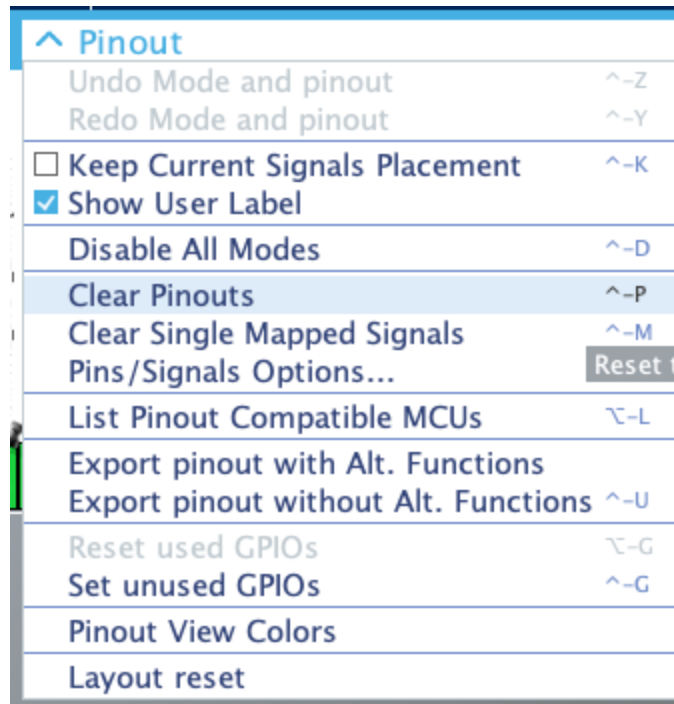 Pinout
Undo Mode and pinout ^-Z
Redo Mode and pinout ^-Y
Keep Current Signals Placement ^-K
Show User Label
Disable All Modes ^-D
Clear Pinouts ^-P
Clear Single Mapped Signals ^-M
Pins/Signals Options... Reset
List Pinout Compatible MCUs ⌥-L
Export pinout with Alt. Functions
Export pinout without Alt. Functions ^-U
Reset used GPIOs ⌥-G
Set unused GPIOs ^-G
Pinout View Colors
Layout reset